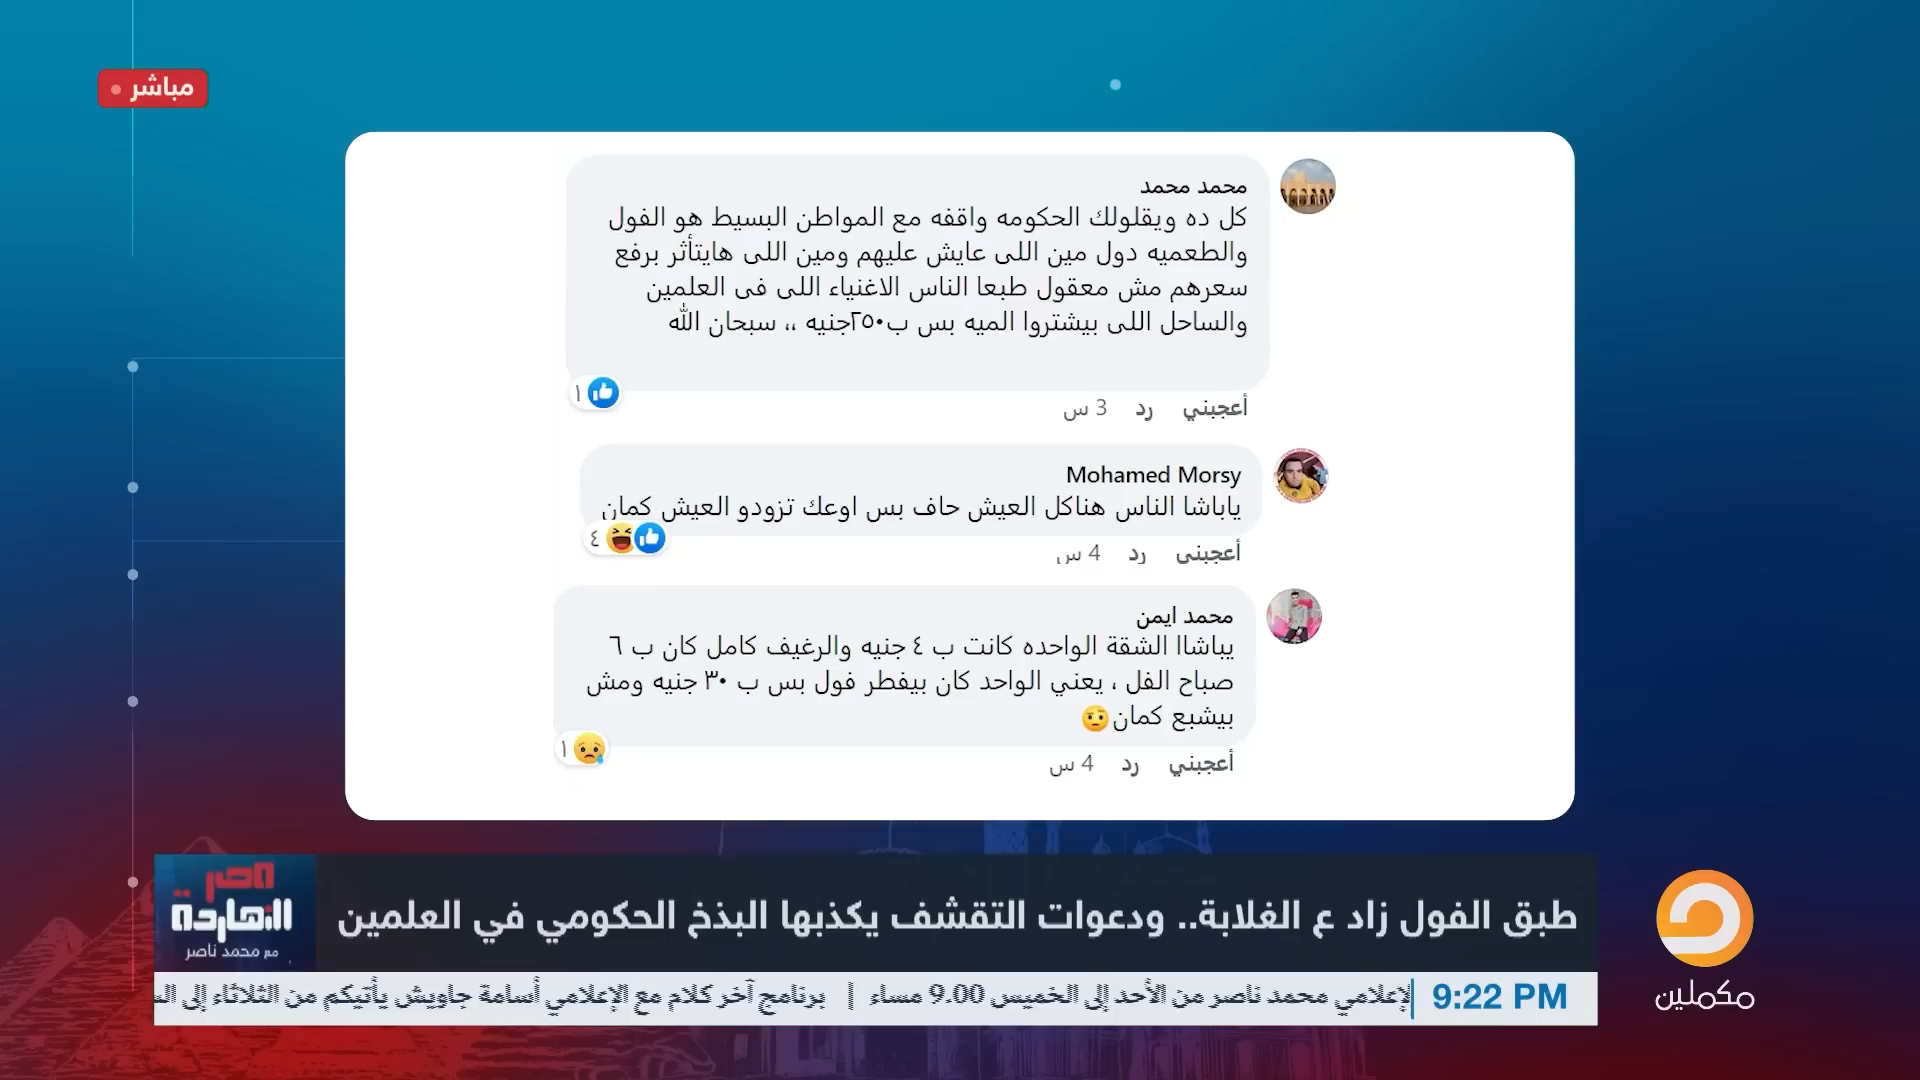 مباشر
محمد محمد
كل ده ويقلولك الحكومه واقفه مع المواطن البسيط هو الفول
والطعميه دول مين اللى عايش عليهم ومين اللى هايتأثر برفع
سعرهم مش معقول طبعا الناس الاغنياء اللى فى العلمين
والساحل اللى بيشتروا الميه بس ب٢٥٠جنيه ،، سبحان الله
١
أعجبني رد 3 س
Mohamed Morsy
ياباشا الناس هناكل العيش حاف بس اوعك تزودو العيش كمان
٤
أعجبنى رد 4 س
محمد ايمن
يباشاا الشقة الواحده كانت ب ٤ جنيه والرغيف كامل كان ب ٦
صباح الفل ، يعني الواحد كان بيفطر فول بس ب ٣٠ جنيه ومش
بيشبع كمان🤨
١
أعجبني رد 4 س
مصر
النهاردة
مع محمد ناصر
طبق الفول زاد ع الغلابة.. ودعوات التقشف يكذبها البذخ الحكومي في العلمين
9:22 PM
لإعلامي محمد ناصر من الأحد إلى الخميس 9.00 مساء | برنامج آخر كلام مع الإعلامي أسامة جاويش يأتيكم من الثلاثاء إلى
مكملين